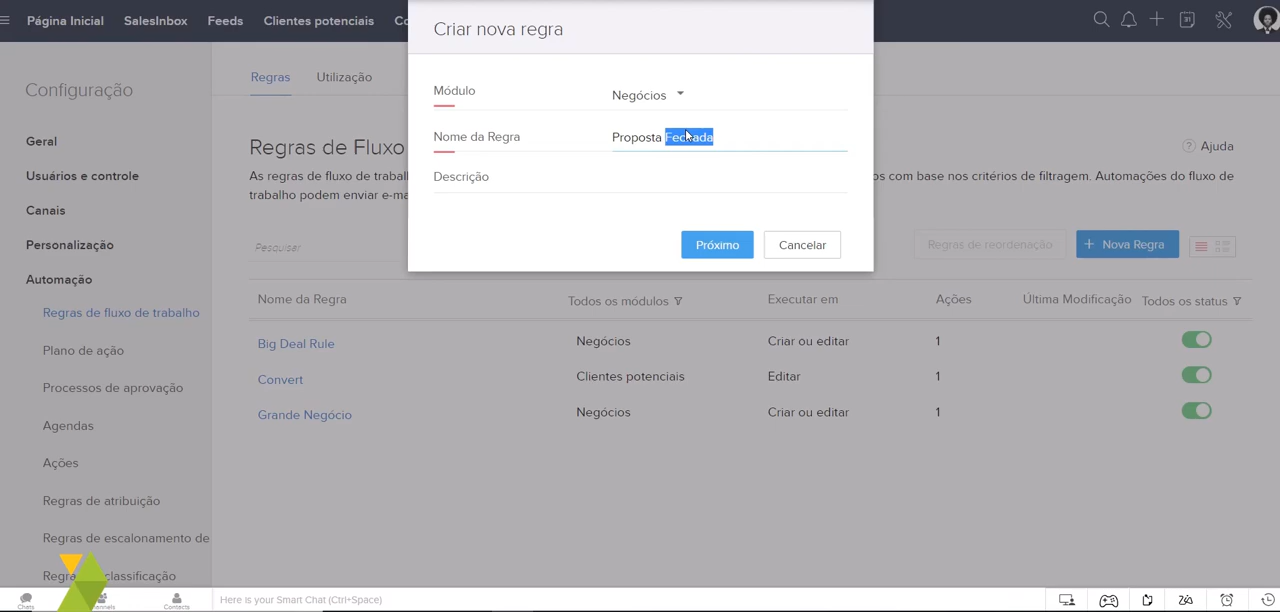 Página Inicial SalesInbox Feeds Clientes potenciais
Criar nova regra
Módulo Negócios
Nome da Regra Proposta Fechada
Descrição
Próximo Cancelar
Configuração
Geral
Usuários e controle
Canais
Personalização
Automação
Regras de fluxo de trabalho
Plano de ação
Processos de aprovação
Agendas
Ações
Regras de atribuição
Regras de escalonamento de
Regras
Regras Utilização
Regras de Fluxo
Ajuda
As regras de fluxo de trabal
com base nos critérios de filtragem. Automações do fluxo de
trabalho podem enviar e-ma
Pesquisar Regras de reordenação + Nova Regra
Nome da Regra Todos os módulos Executar em Ações Última Modificação Todos os status
Big Deal Rule Negócios Criar ou editar 1
Convert Clientes potenciais Editar 1
Grande Negócio Negócios Criar ou editar 1
Chats Contacts Here is your Smart Chat (Ctrl+Space)